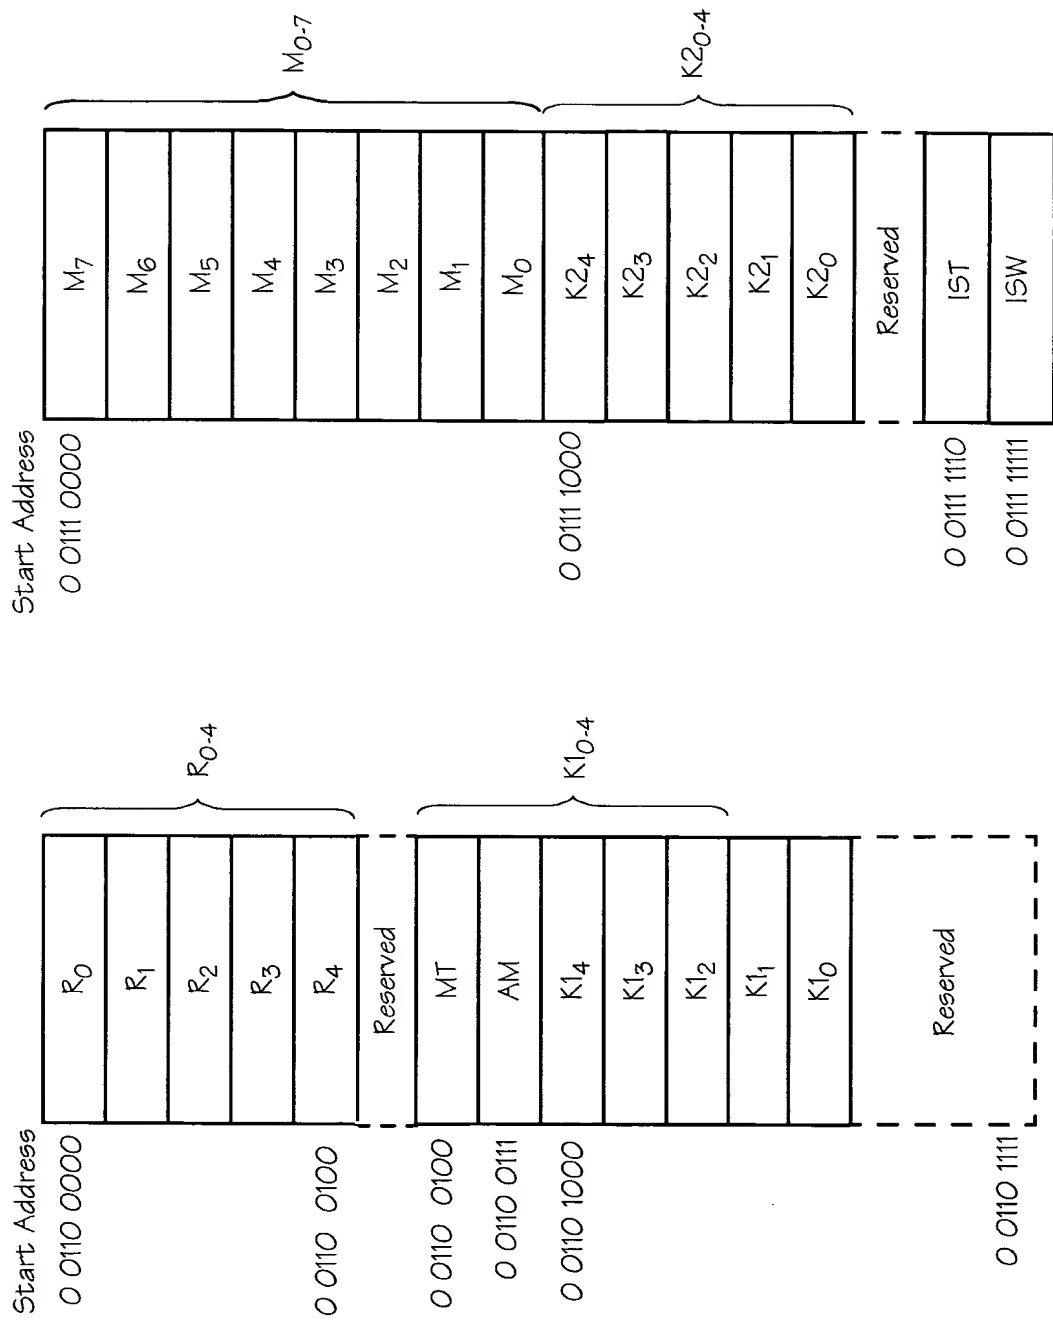 Start Address
0 0110 0000
R0
R1
R2
R3
0 0110 0100
R4
R0-4
Reserved
0 0110 0100
MT
0 0110 0111
AM
0 0110 1000
K14
K13
K12
K11
K10
K10-4
Reserved
0 0110 1111
Start Address
0 0111 0000
M7
M6
M5
M4
M3
M2
M1
M0
M0-7
0 0111 1000
K24
K23
K22
K21
K20
K20-4
Reserved
0 0111 1110
IST
0 0111 11111
ISW